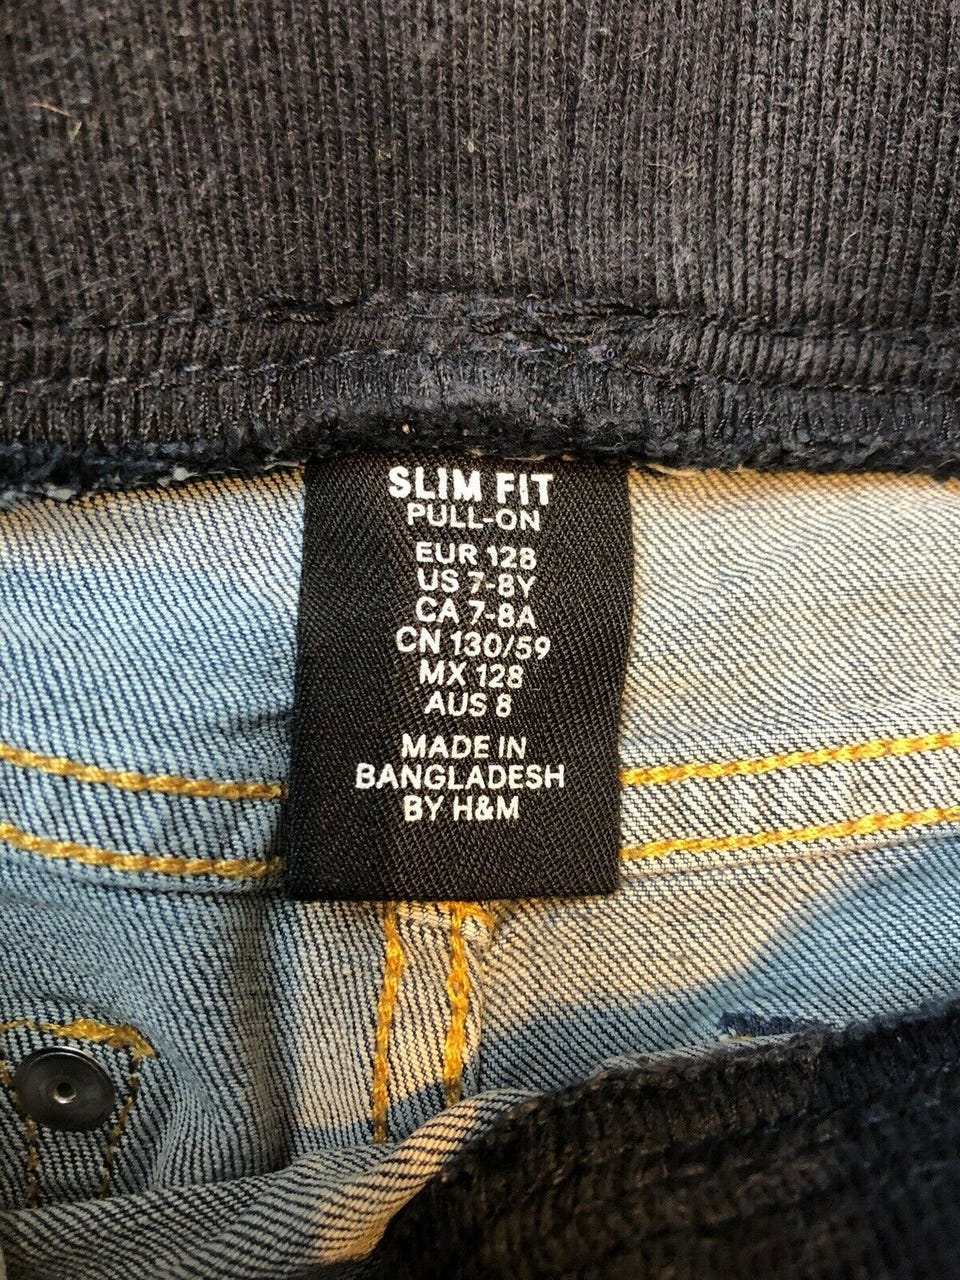 SLIM FIT
PULL-ON
EUR 128
US 7-8Y
CA 7-8A
CN 130/59
MX 128
AUS 8
MADE IN
BANGLADESH
BY H&M